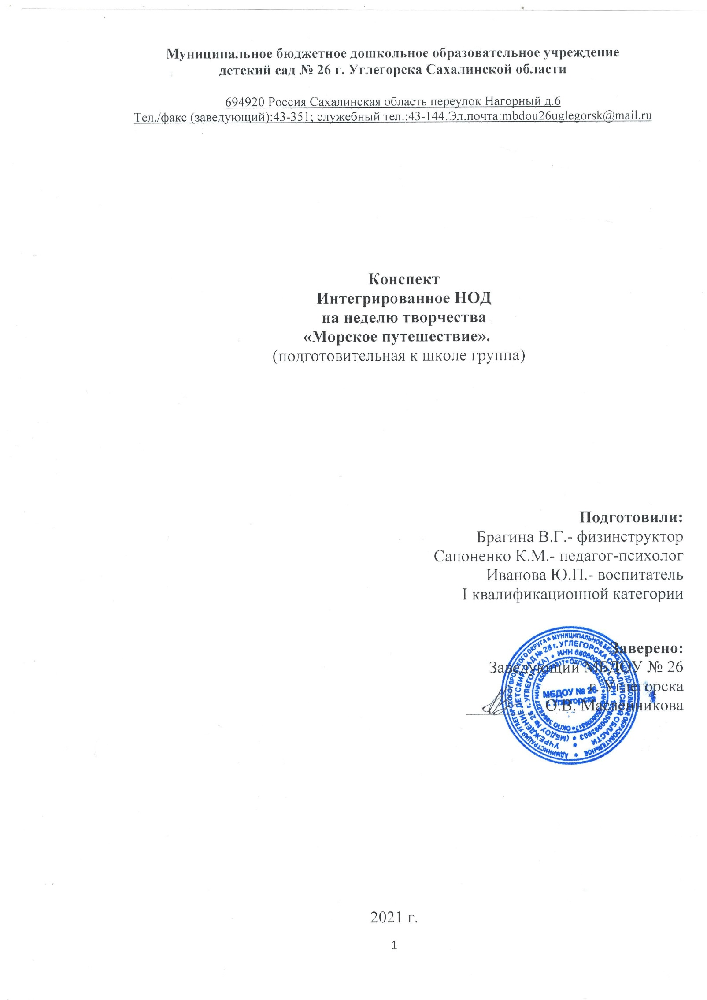 Муниципальное бюджетное дошкольное образовательное учреждение
детский сад № 26 г. Углегорска Сахалинской области
694920 Россия Сахалинская область переулок Нагорный д.6
Тел./факс (заведующий):43-351; служебный тел.:43-144.Эл.почта:mbdou26uglegorsk@mail.ru
Конспект
Интегрированное НОД
на неделю творчества
«Морское путешествие».
(подготовительная к школе группа)
Подготовили:
Брагина В.Г.- физинструктор
Сапоненко К.М.- педагог-психолог
Иванова Ю.П.- воспитатель
I квалификационной категории
Заверено:
Заведующий МБДОУ № 26
г. Углегорска
О.В. Масленникова
МБДОУ № 26
г. Углегорска
2021 г.
1